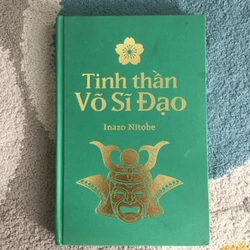 Tinh thần
Võ Sĩ Đạo
Inazo Nitobe